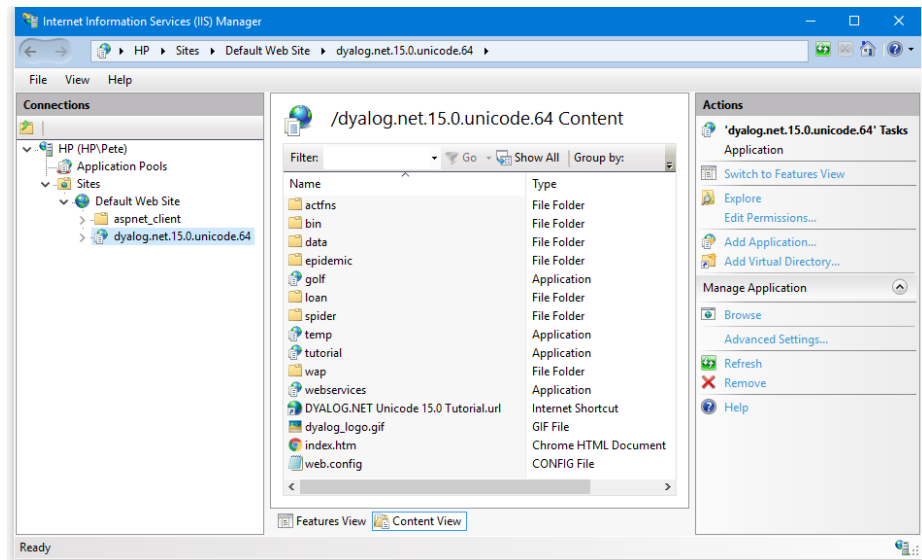 Internet Information Services (IIS) Manager
HP Sites Default Web Site dyalog.net.15.0.unicode.64
File View Help
Connections
HP (HP\Pete)
Application Pools
Sites
Default Web Site
aspnet_client
dyalog.net.15.0.unicode.64
/dyalog.net.15.0.unicode.64 Content
Filter: Go Show All Group by:
Name Type
actfns File Folder
bin File Folder
data File Folder
epidemic File Folder
golf Application
loan File Folder
spider File Folder
temp Application
tutorial Application
wap File Folder
webservices Application
DYALOG.NET Unicode 15.0 Tutorial.url Internet Shortcut
dyalog_logo.gif GIF File
index.htm Chrome HTML Document
web.config CONFIG File
Features View Content View
Actions
'dyalog.net.15.0.unicode.64' Tasks
Application
Switch to Features View
Explore
Edit Permissions...
Add Application...
Add Virtual Directory...
Manage Application
Browse
Advanced Settings...
Refresh
Remove
Help
Ready